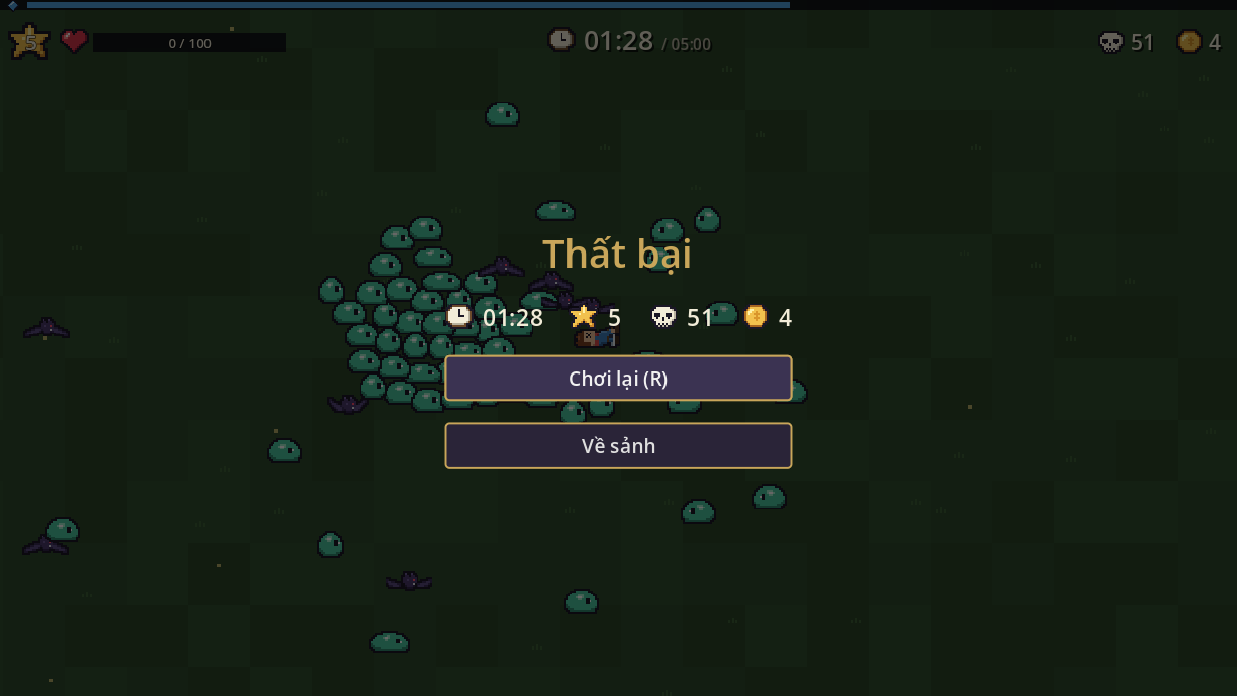 5 0 / 100 01:28 / 05:00 51 4
Thất bại
01:28 5 51 4
Chơi lại (R)
Về sảnh